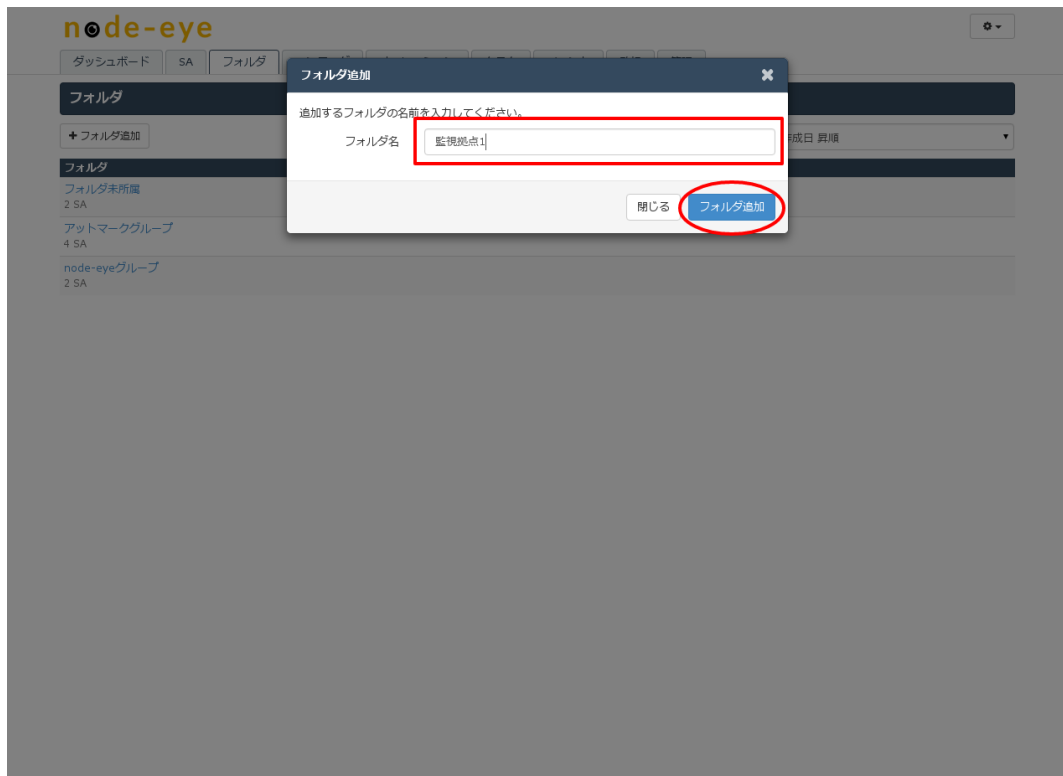 node-eye
ダッシュボード SA フォルダ
フォルダ追加
フォルダ
追加するフォルダの名前を入力してください。
フォルダ名 監視拠点1
+フォルダ追加
成日 昇順
閉じる フォルダ追加
フォルダ
フォルダ未所属
2 SA
アットマークグループ
4 SA
node-eyeグループ
2 SA